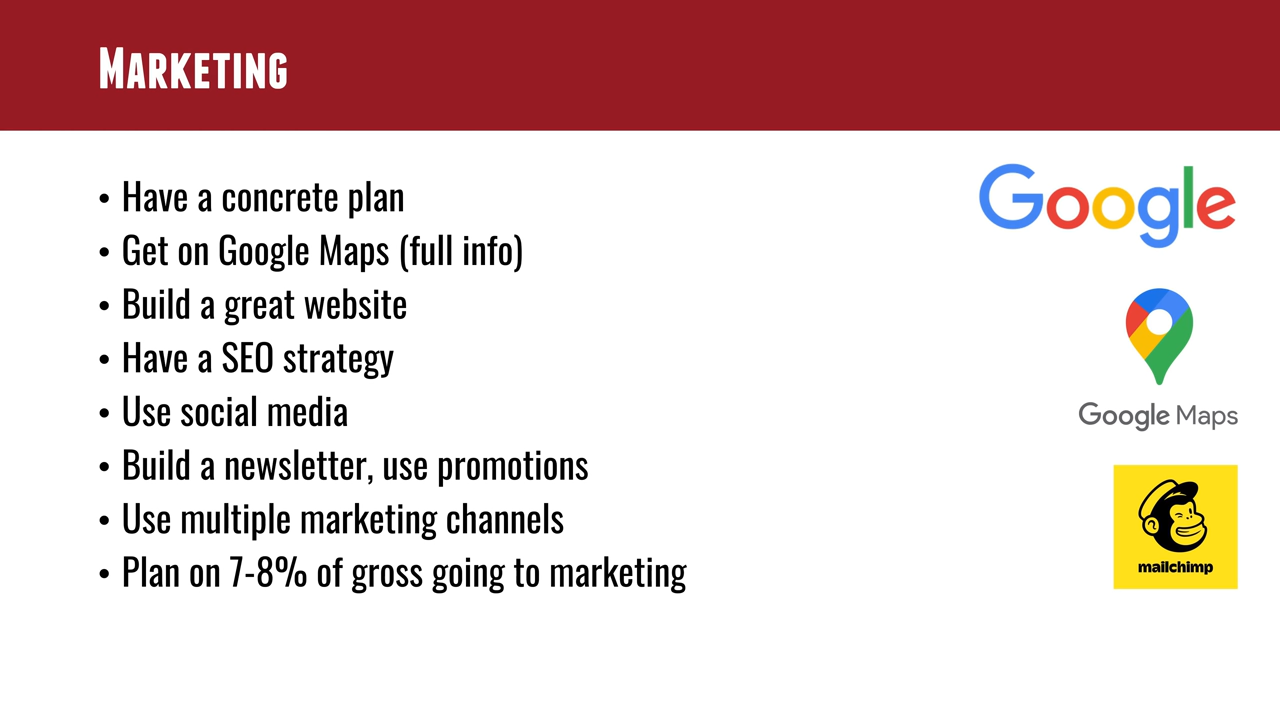 Marketing
• Have a concrete plan
• Get on Google Maps (full info)
• Build a great website
• Have a SEO strategy
• Use social media
• Build a newsletter, use promotions
• Use multiple marketing channels
• Plan on 7-8% of gross going to marketing
Google
Google Maps
mailchimp